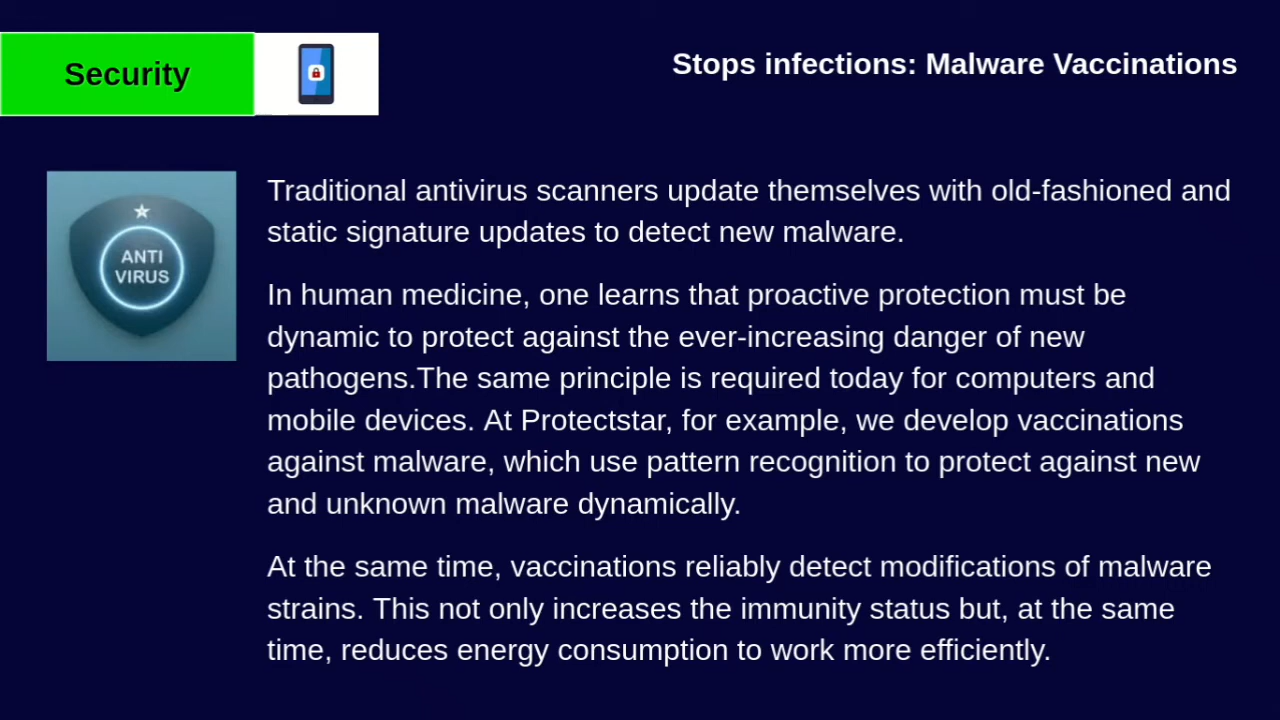 Security
Stops infections: Malware Vaccinations
ANTI
VIRUS
Traditional antivirus scanners update themselves with old-fashioned and
static signature updates to detect new malware.
In human medicine, one learns that proactive protection must be
dynamic to protect against the ever-increasing danger of new
pathogens.The same principle is required today for computers and
mobile devices. At Protectstar, for example, we develop vaccinations
against malware, which use pattern recognition to protect against new
and unknown malware dynamically.
At the same time, vaccinations reliably detect modifications of malware
strains. This not only increases the immunity status but, at the same
time, reduces energy consumption to work more efficiently.